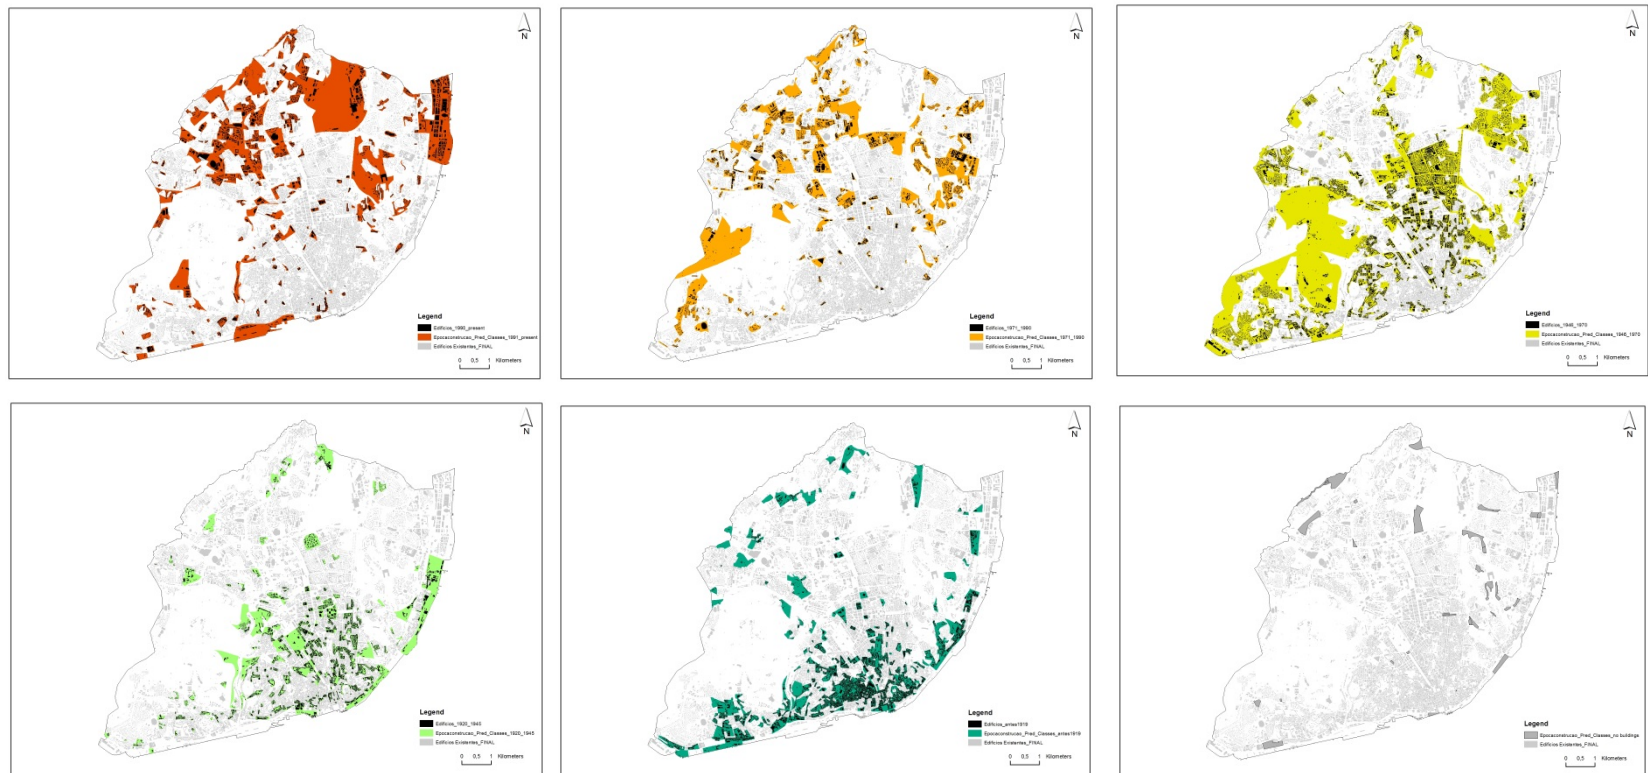 N
Legend
Edificios_1990_present
Epocaconstrucao_Pred_Classes_1991_present
Edificios Existentes_FINAL
0 0,5 1 Kilometers
N
Legend
Edificios_1971_1990
Epocaconstrucao_Pred_Classes_1971_1990
Edificios Existentes_FINAL
0 0,5 1 Kilometers
N
Legend
Edificios_1946_1970
Epocaconstrucao_Pred_Classes_1946_1970
Edificios Existentes_FINAL
0 0,5 1 Kilometers
N
Legend
Edificios_1920_1945
Epocaconstrucao_Pred_Classes_1920_1945
Edificios Existentes_FINAL
0 0,5 1 Kilometers
N
Legend
Edificios_antes1919
Epocaconstrucao_Pred_Classes_antes1919
Edificios Existentes_FINAL
0 0,5 1 Kilometers
N
Legend
Epocaconstrucao_Pred_Classes_no buildings
Edificios Existentes_FINAL
0 0,5 1 Kilometers